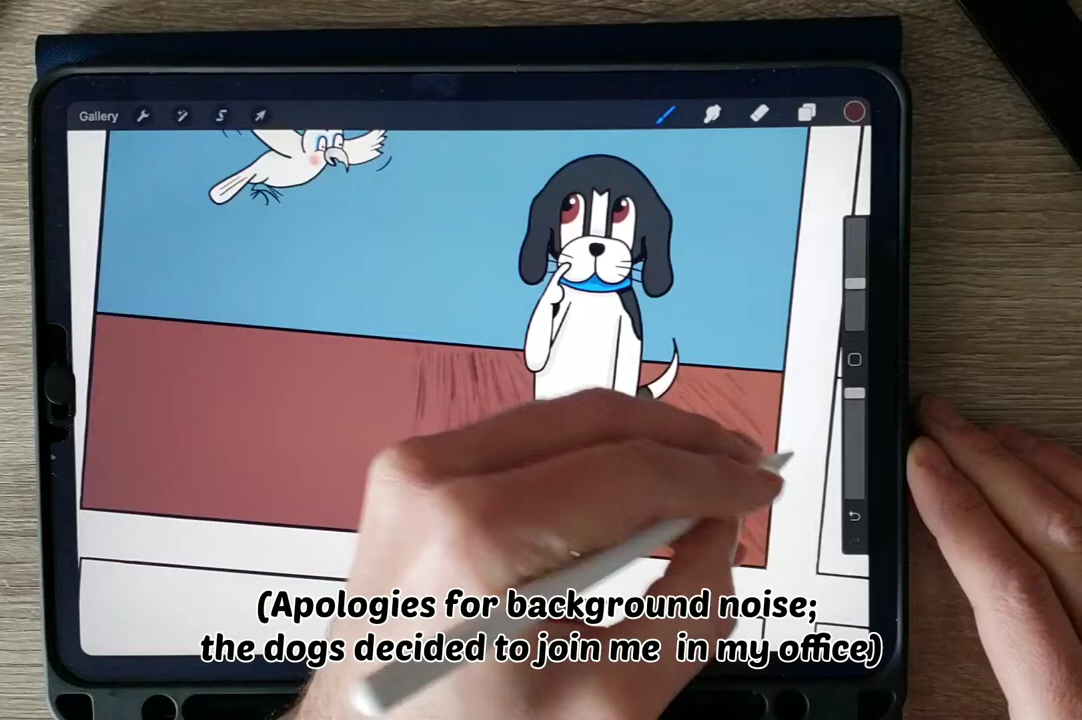 Gallery
(Apologies for background noise;
the dogs decided to join me in my office)